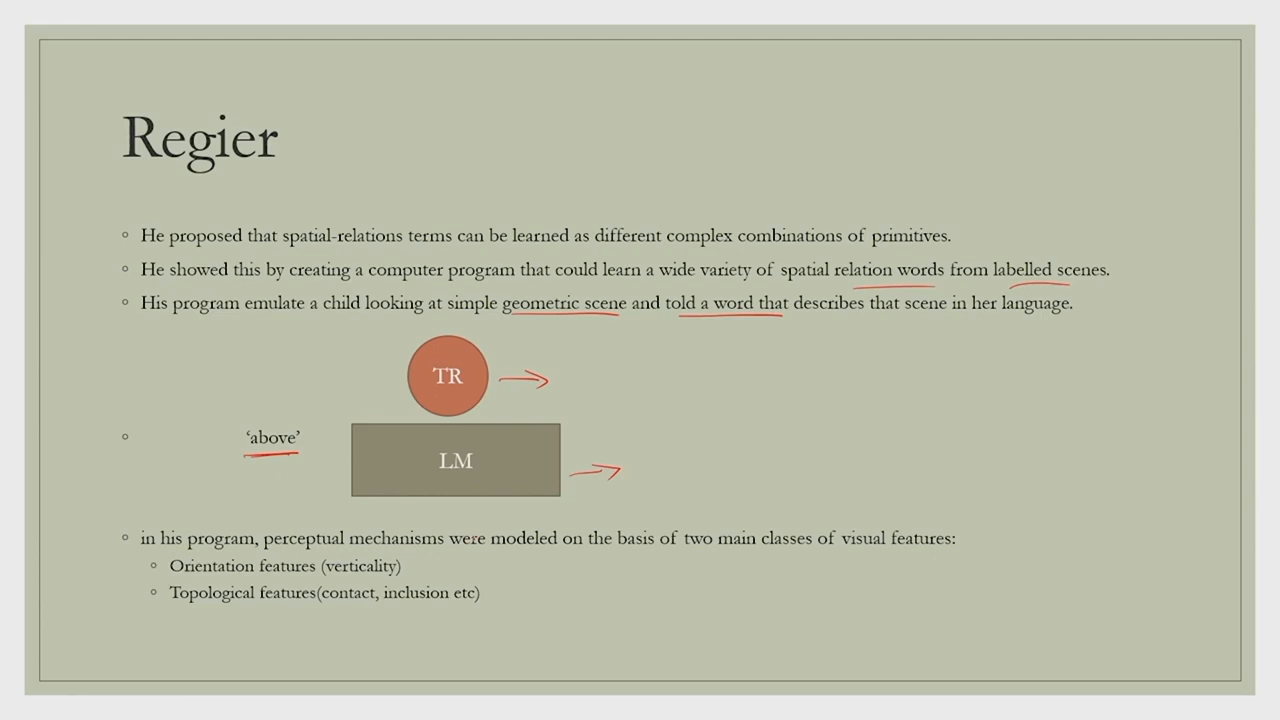 Regier
He proposed that spatial-relations terms can be learned as different complex combinations of primitives.
He showed this by creating a computer program that could learn a wide variety of spatial relation words from labelled scenes.
His program emulate a child looking at simple geometric scene and told a word that describes that scene in her language.
TR
‘above’
LM
in his program, perceptual mechanisms were modeled on the basis of two main classes of visual features:
Orientation features (verticality)
Topological features(contact, inclusion etc)